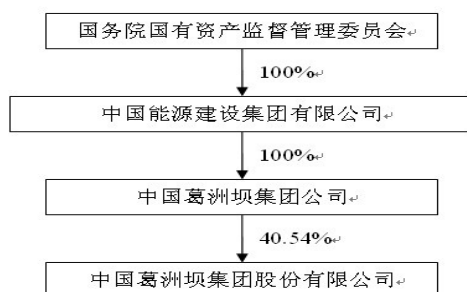 国务院国有资产监督管理委员会
100%
中国能源建设集团有限公司
100%
中国葛洲坝集团公司
40.54%
中国葛洲坝集团股份有限公司